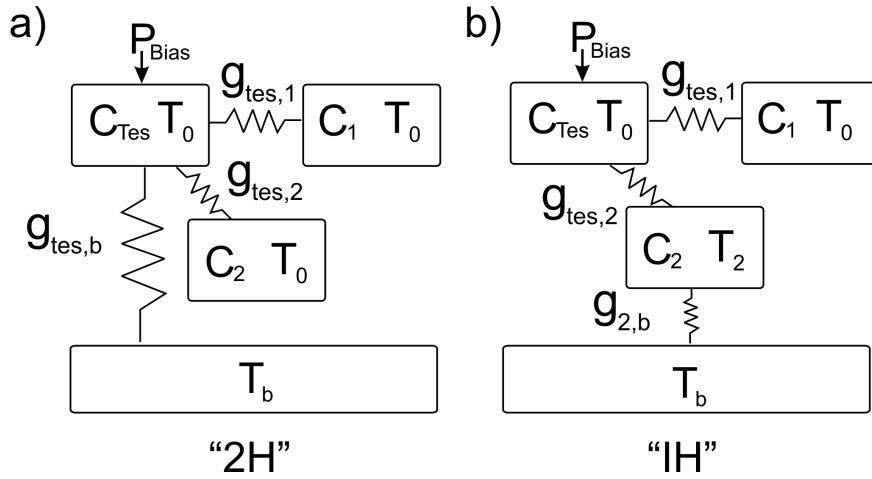 a)
P_Bias
g_tes,1
C_Tes T_0
C_1 T_0
g_tes,2
g_tes,b
C_2 T_0
T_b
“2H”
b)
P_Bias
g_tes,1
C_Tes T_0
C_1 T_0
g_tes,2
C_2 T_2
g_2,b
T_b
“IH”